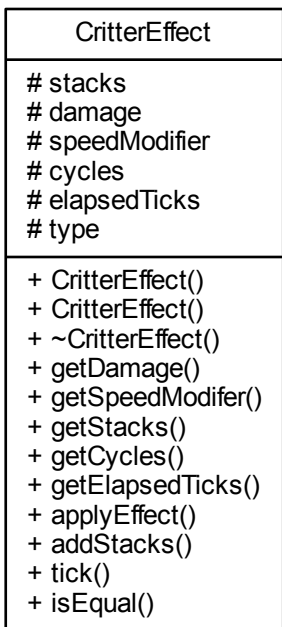 CritterEffect
# stacks
# damage
# speedModifier
# cycles
# elapsedTicks
# type
+ CritterEffect()
+ CritterEffect()
+ ~CritterEffect()
+ getDamage()
+ getSpeedModifer()
+ getStacks()
+ getCycles()
+ getElapsedTicks()
+ applyEffect()
+ addStacks()
+ tick()
+ isEqual()